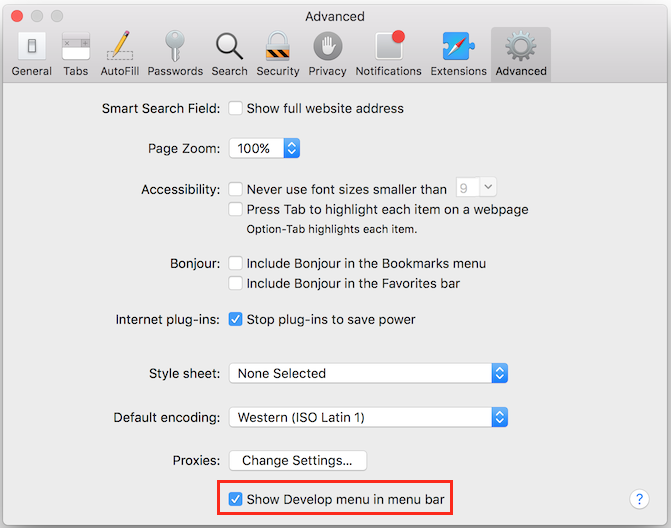 Advanced
General Tabs AutoFill Passwords Search Security Privacy Notifications Extensions Advanced
Smart Search Field: Show full website address
Page Zoom: 100%
Accessibility: Never use font sizes smaller than 9
Press Tab to highlight each item on a webpage
Option-Tab highlights each item.
Bonjour: Include Bonjour in the Bookmarks menu
Include Bonjour in the Favorites bar
Internet plug-ins: Stop plug-ins to save power
Style sheet: None Selected
Default encoding: Western (ISO Latin 1)
Proxies: Change Settings...
Show Develop menu in menu bar ?